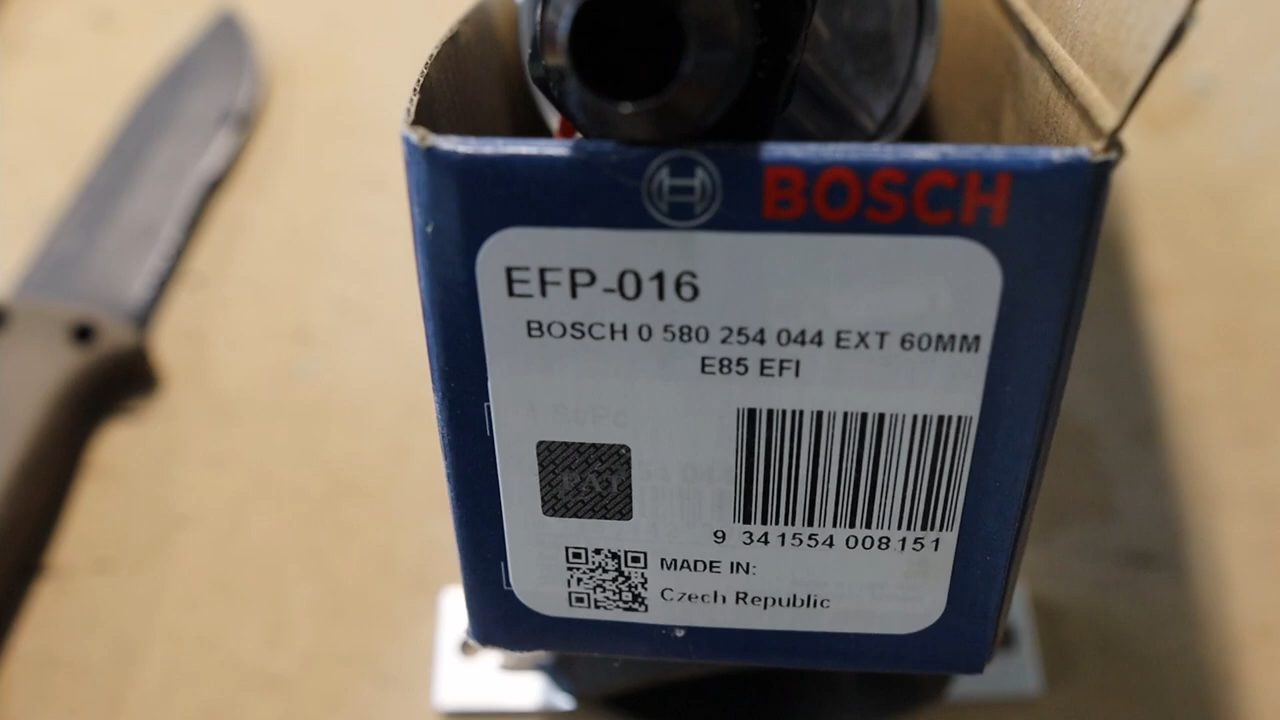 BOSCH
EFP-016
BOSCH 0 580 254 044 EXT 60MM
E85 EFI
PAT
9 341554 008151
MADE IN:
Czech Republic